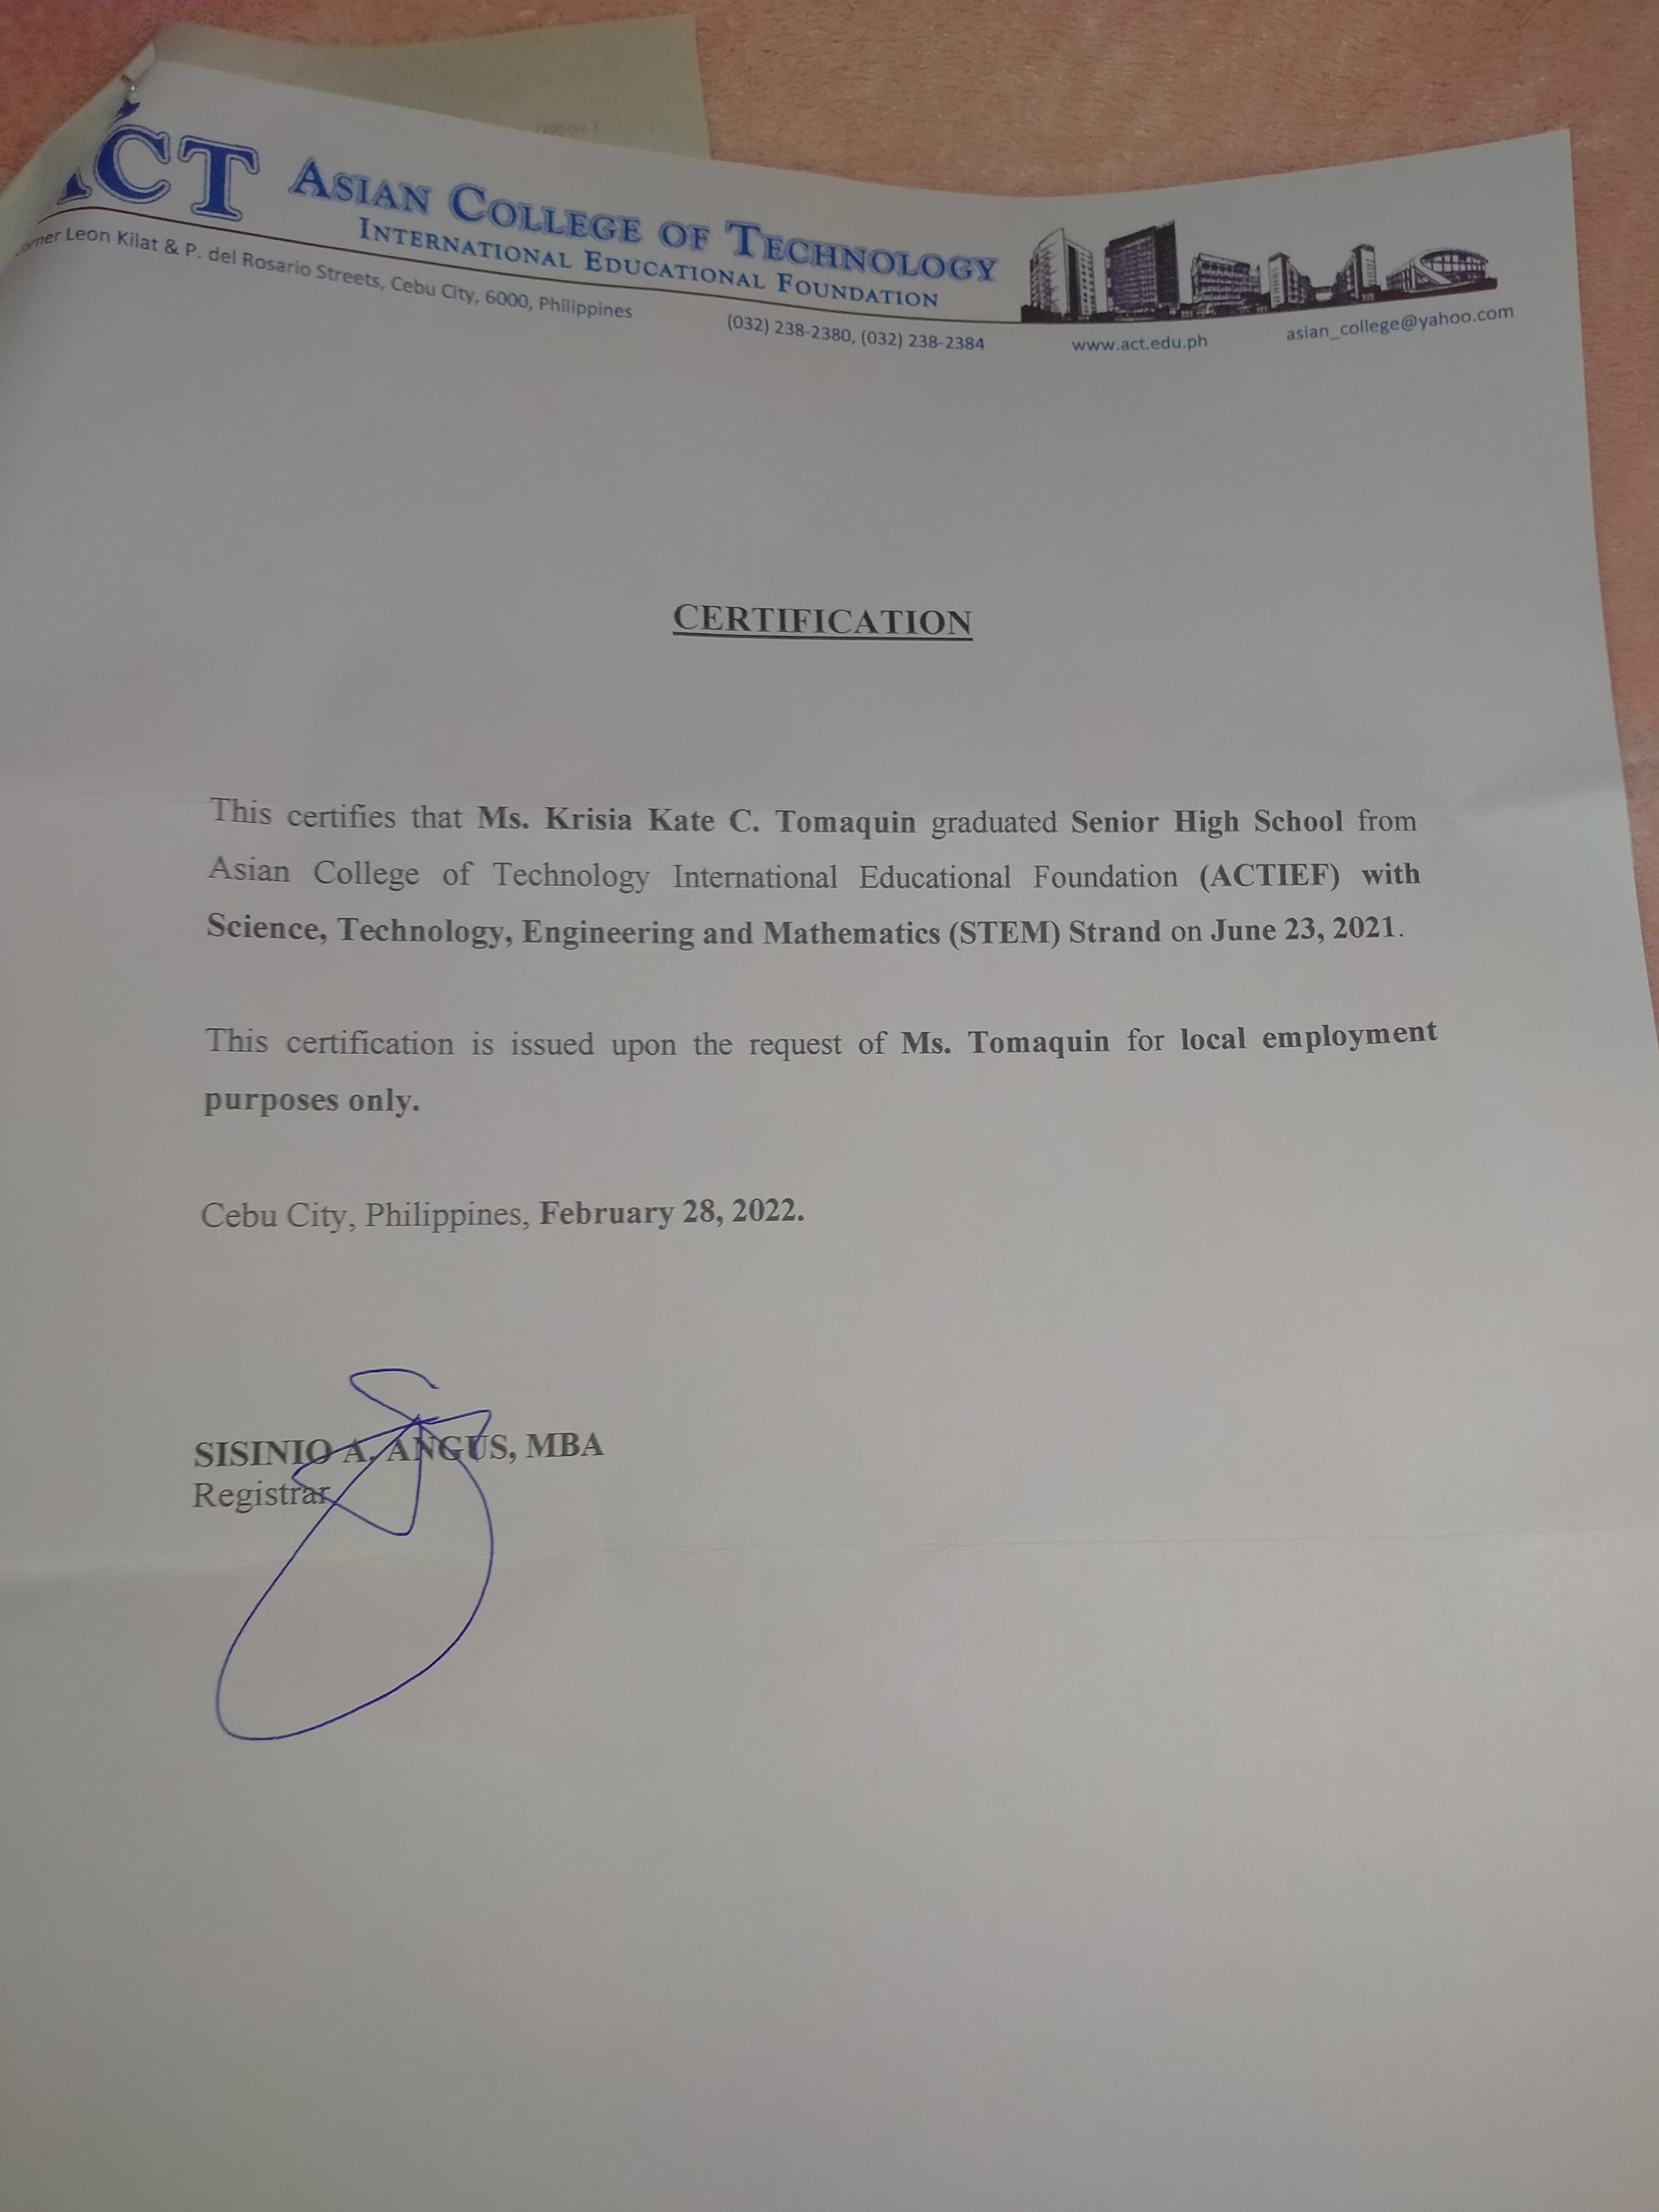 ACT ASIAN COLLEGE OF TECHNOLOGY
INTERNATIONAL EDUCATIONAL FOUNDATION
Leon Kilat & P. del Rosario Streets, Cebu City, 6000, Philippines (032) 238-2380, (032) 238-2384 www.act.edu.ph asian_college@yahoo.com
CERTIFICATION
This certifies that Ms. Krisia Kate C. Tomaquin graduated Senior High School from
Asian College of Technology International Educational Foundation (ACTIEF) with
Science, Technology, Engineering and Mathematics (STEM) Strand on June 23, 2021.
This certification is issued upon the request of Ms. Tomaquin for local employment
purposes only.
Cebu City, Philippines, February 28, 2022.
SISINIO A. ANGUS, MBA
Registrar